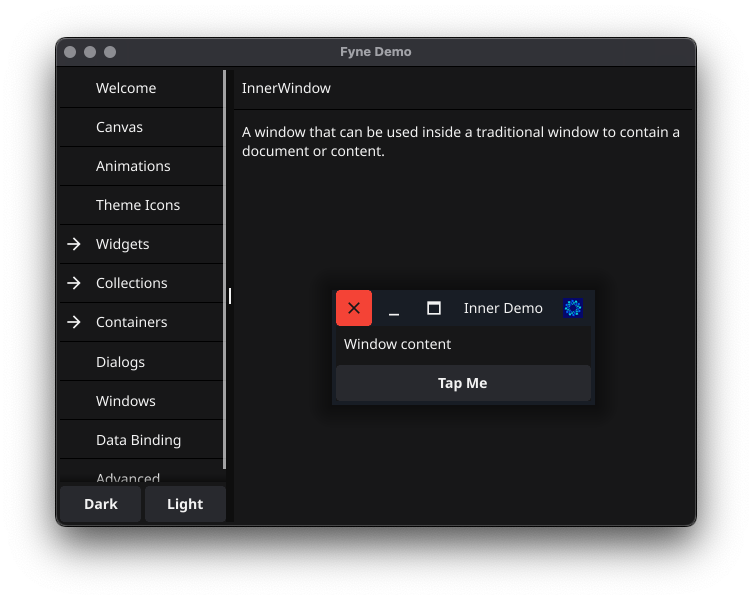 Fyne Demo
Welcome
Canvas
Animations
Theme Icons
Widgets
Collections
Containers
Dialogs
Windows
Data Binding
Advanced
Dark Light
InnerWindow
A window that can be used inside a traditional window to contain a
document or content.
Inner Demo
Window content
Tap Me